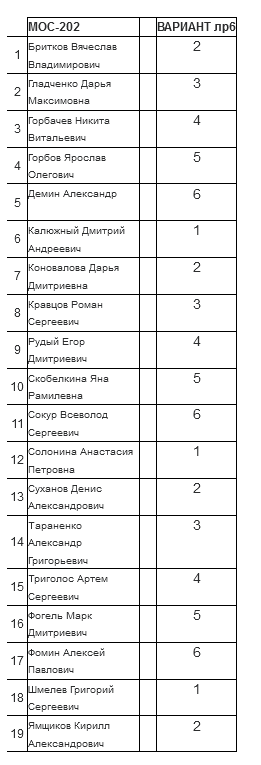 МОС-202 ВАРИАНТ лр6
1 Бритков Вячеслав 2
Владимирович
2 Гладченко Дарья 3
Максимовна
3 Горбачев Никита 4
Витальевич
4 Горбов Ярослав 5
Олегович
5 Демин Александр 6
6 Калюжный Дмитрий 1
Андреевич
7 Коновалова Дарья 2
Дмитриевна
8 Кравцов Роман 3
Сергеевич
9 Рудый Егор 4
Дмитриевич
10 Скобелкина Яна 5
Рамилевна
11 Сокур Всеволод 6
Сергеевич
12 Солонина Анастасия 1
Петровна
13 Суханов Денис 2
Александрович
14 Тараненко 3
Александр
Григорьевич
15 Триголос Артем 4
Сергеевич
16 Фогель Марк 5
Дмитриевич
17 Фомин Алексей 6
Павлович
18 Шмелев Григорий 1
Сергеевич
19 Ямщиков Кирилл 2
Александрович